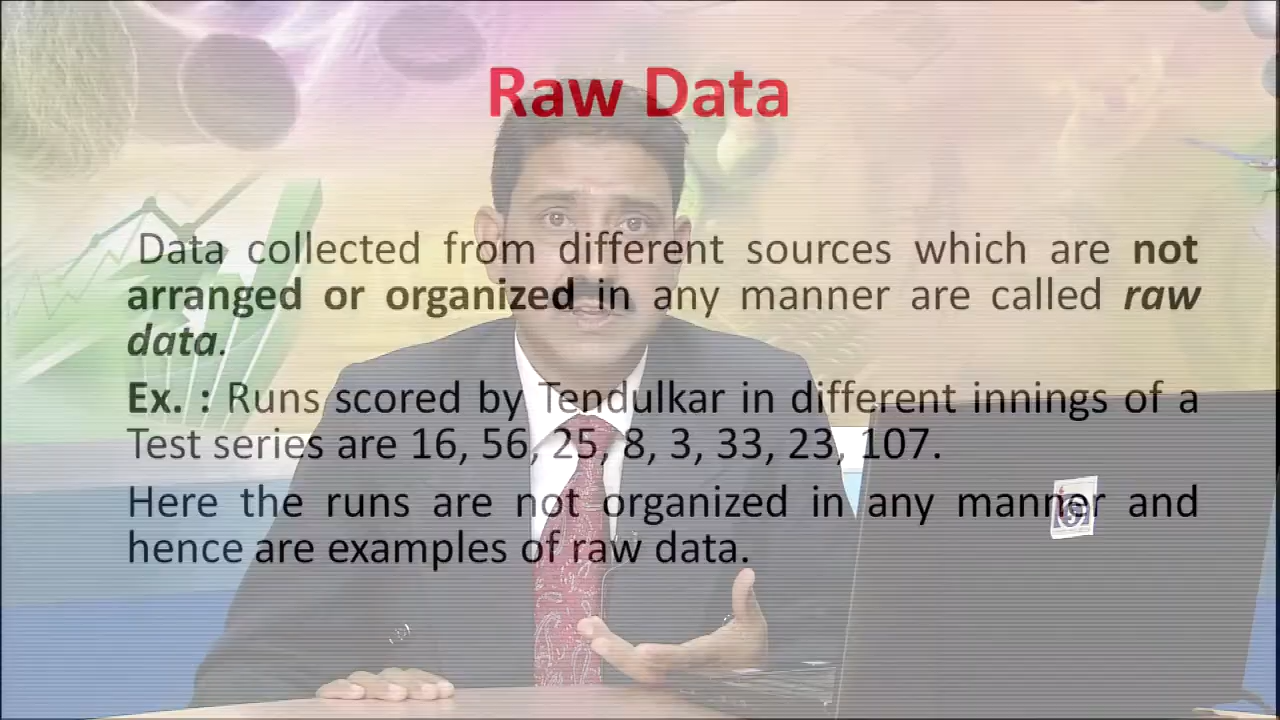 Raw Data
Data collected from different sources which are not
arranged or organized in any manner are called raw
data.
Ex. : Runs scored by Tendulkar in different innings of a
Test series are 16, 56, 25, 8, 3, 33, 23, 107.
Here the runs are not organized in any manner and
hence are examples of raw data.